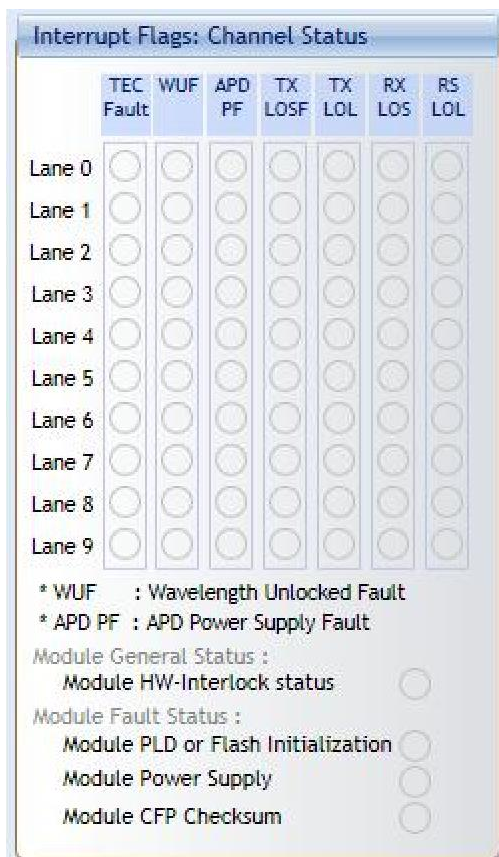 Interrupt Flags: Channel Status
TEC Fault WUF APD PF TX LOSF TX LOL RX LOS RS LOL
Lane 0
Lane 1
Lane 2
Lane 3
Lane 4
Lane 5
Lane 6
Lane 7
Lane 8
Lane 9
* WUF : Wavelength Unlocked Fault
* APD PF : APD Power Supply Fault
Module General Status :
Module HW-Interlock status
Module Fault Status :
Module PLD or Flash Initialization
Module Power Supply
Module CFP Checksum